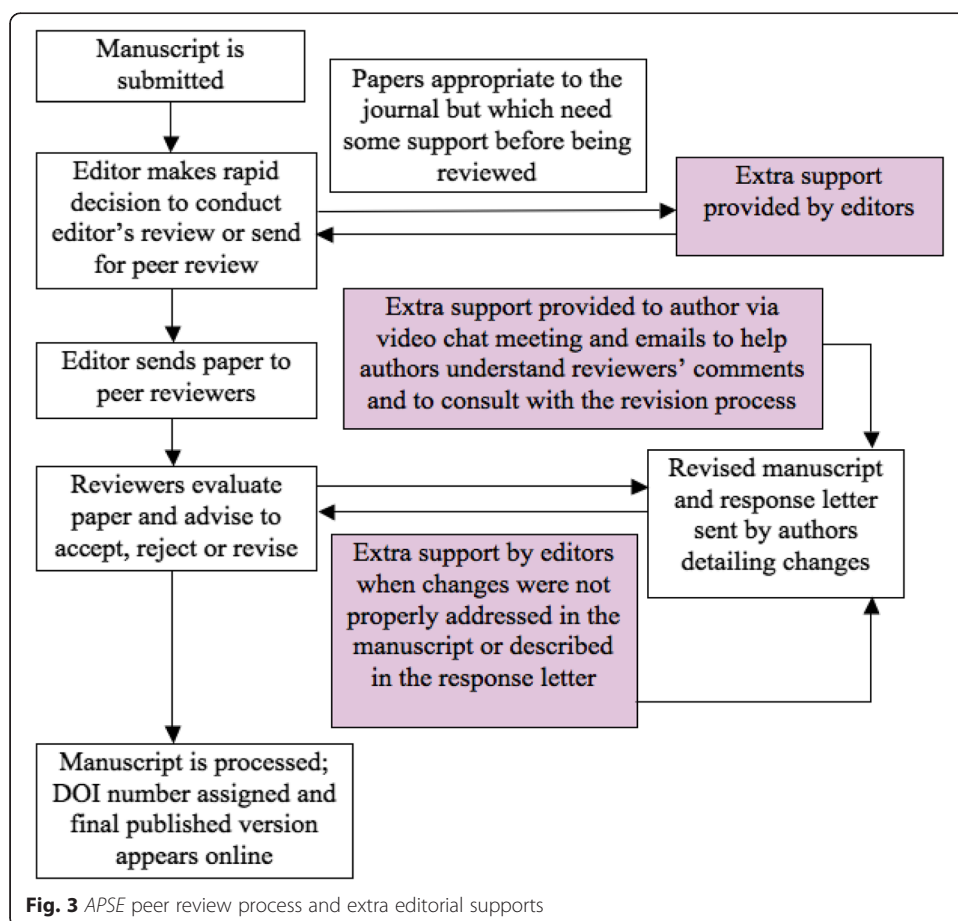 Manuscript is
submitted
Papers appropriate to the
journal but which need
some support before being
reviewed
Editor makes rapid
decision to conduct
editor's review or send
for peer review
Extra support
provided by editors
Extra support provided to author via
video chat meeting and emails to help
authors understand reviewers' comments
and to consult with the revision process
Editor sends paper to
peer reviewers
Reviewers evaluate
paper and advise to
accept, reject or revise
Revised manuscript
and response letter
sent by authors
detailing changes
Extra support by editors
when changes were not
properly addressed in the
manuscript or described
in the response letter
Manuscript is processed;
DOI number assigned and
final published version
appears online
Fig. 3 APSE peer review process and extra editorial supports